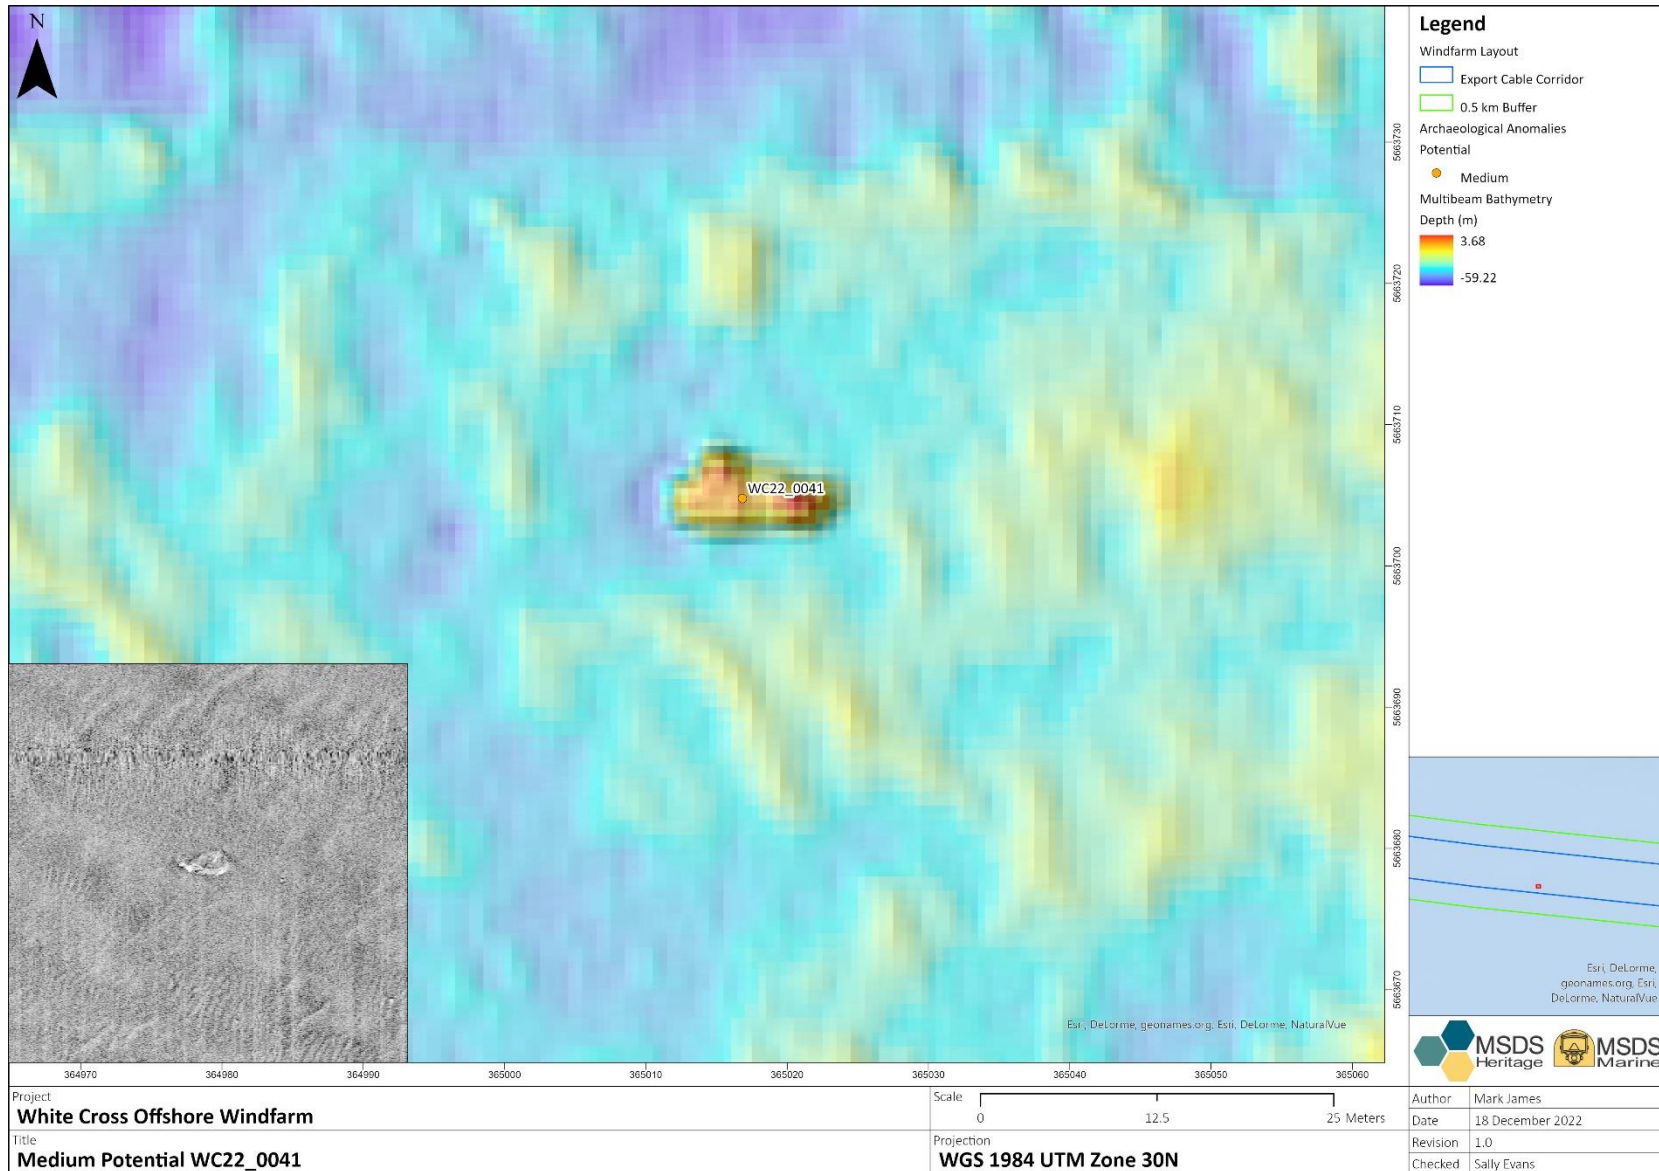 N
WC22_0041
Esri, DeLorme, geonames.org, Esri, DeLorme, NaturalVue
5663730
5663720
5663710
5663700
5663690
5663680
5663670
364970 364980 364990 365000 365010 365020 365030 365040 365050 365060
Legend
Windfarm Layout
Export Cable Corridor
0.5 km Buffer
Archaeological Anomalies
Potential
Medium
Multibeam Bathymetry
Depth (m)
3.68
-59.22
Esri, DeLorme,
geonames.org, Esri,
DeLorme, NaturalVue
MSDS
Heritage
MSDS
Marine
Project
White Cross Offshore Windfarm
Title
Medium Potential WC22_0041
Scale
0 12.5 25 Meters
Projection
WGS 1984 UTM Zone 30N
Author Mark James
Date 18 December 2022
Revision 1.0
Checked Sally Evans